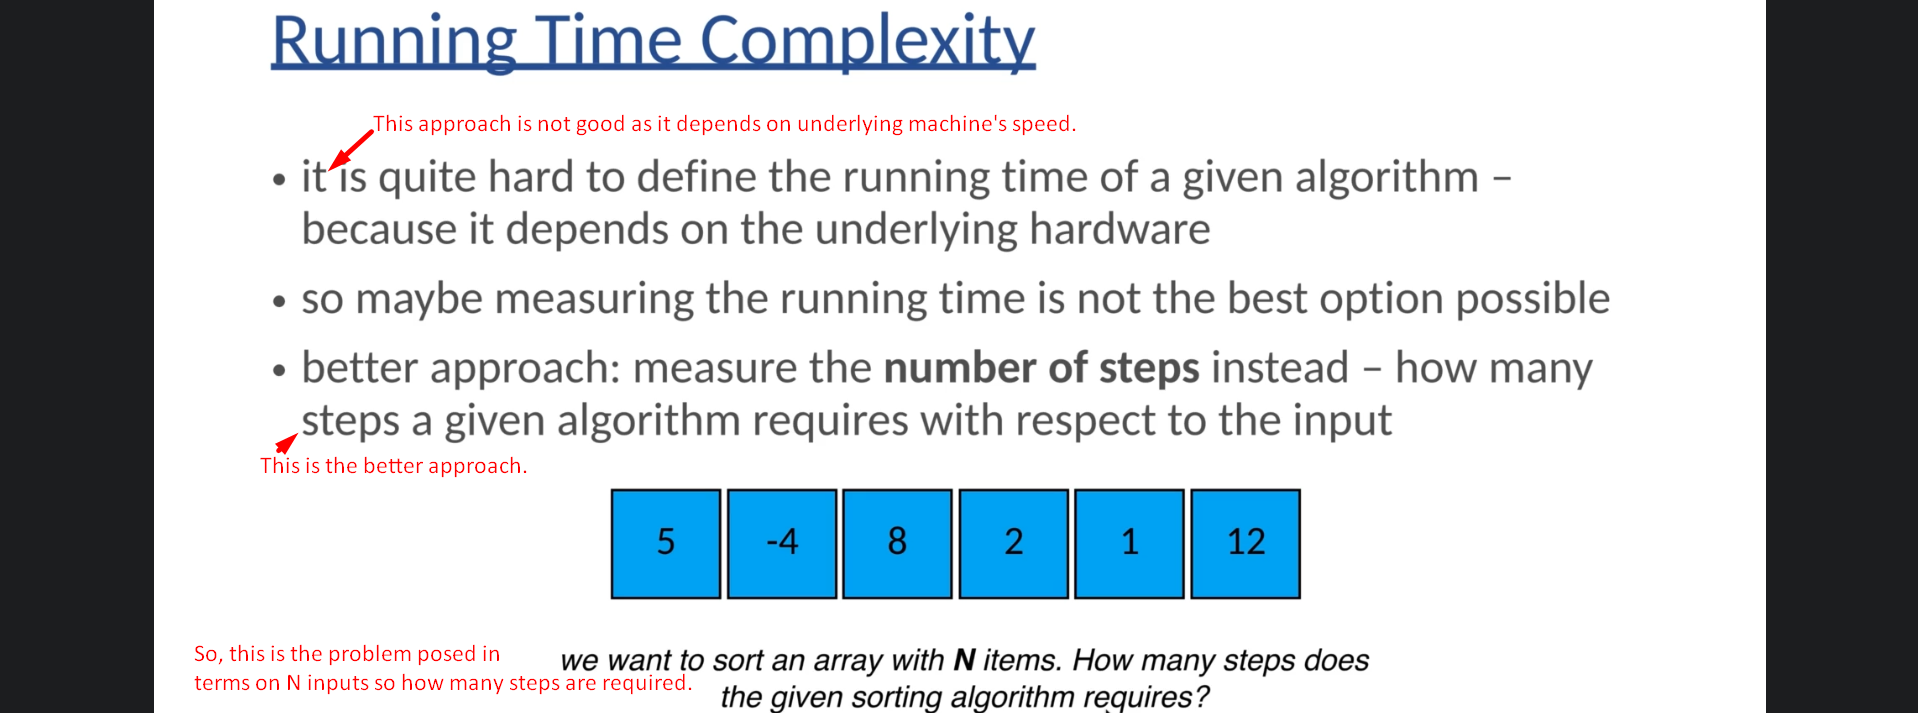 Running Time Complexity
This approach is not good as it depends on underlying machine's speed.
• it is quite hard to define the running time of a given algorithm –
because it depends on the underlying hardware
• so maybe measuring the running time is not the best option possible
• better approach: measure the number of steps instead – how many
steps a given algorithm requires with respect to the input
This is the better approach.
5 -4 8 2 1 12
So, this is the problem posed in
terms on N inputs so how many steps are required.
we want to sort an array with N items. How many steps does
the given sorting algorithm requires?